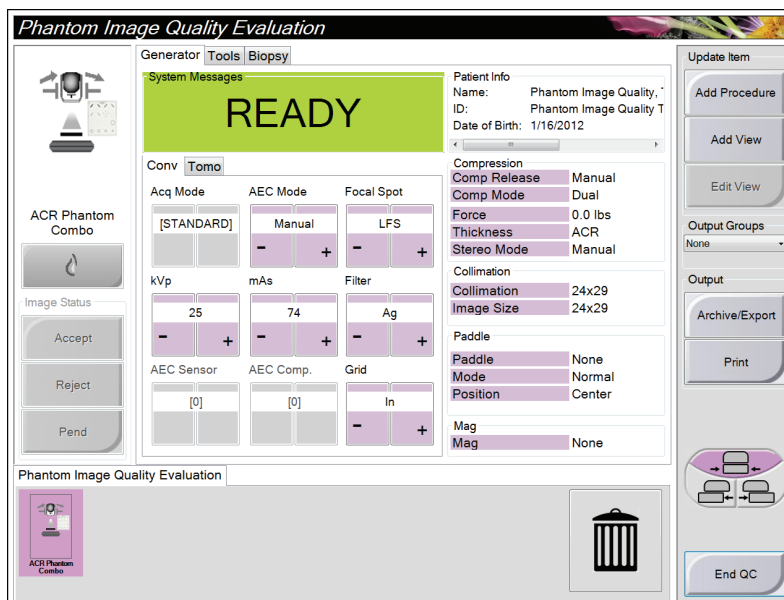 Phantom Image Quality Evaluation
Generator Tools Biopsy
System Messages
READY
Patient Info
Name: Phantom Image Quality,
ID: Phantom Image Quality T
Date of Birth: 1/16/2012
ACR Phantom
Combo
Image Status
Accept
Reject
Pend
Conv Tomo
Acq Mode AEC Mode Focal Spot
[STANDARD] Manual LFS
- + - +
kVp mAs Filter
25 74 Ag
- + - + - +
AEC Sensor AEC Comp. Grid
[0] [0] In
- +
Compression
Comp Release Manual
Comp Mode Dual
Force 0.0 lbs
Thickness ACR
Stereo Mode Manual
Collimation
Collimation 24x29
Image Size 24x29
Paddle
Paddle None
Mode Normal
Position Center
Mag
Mag None
Update Item
Add Procedure
Add View
Edit View
Output Groups
None
Output
Archive/Export
Print
Phantom Image Quality Evaluation
ACR Phantom
Combo
End QC